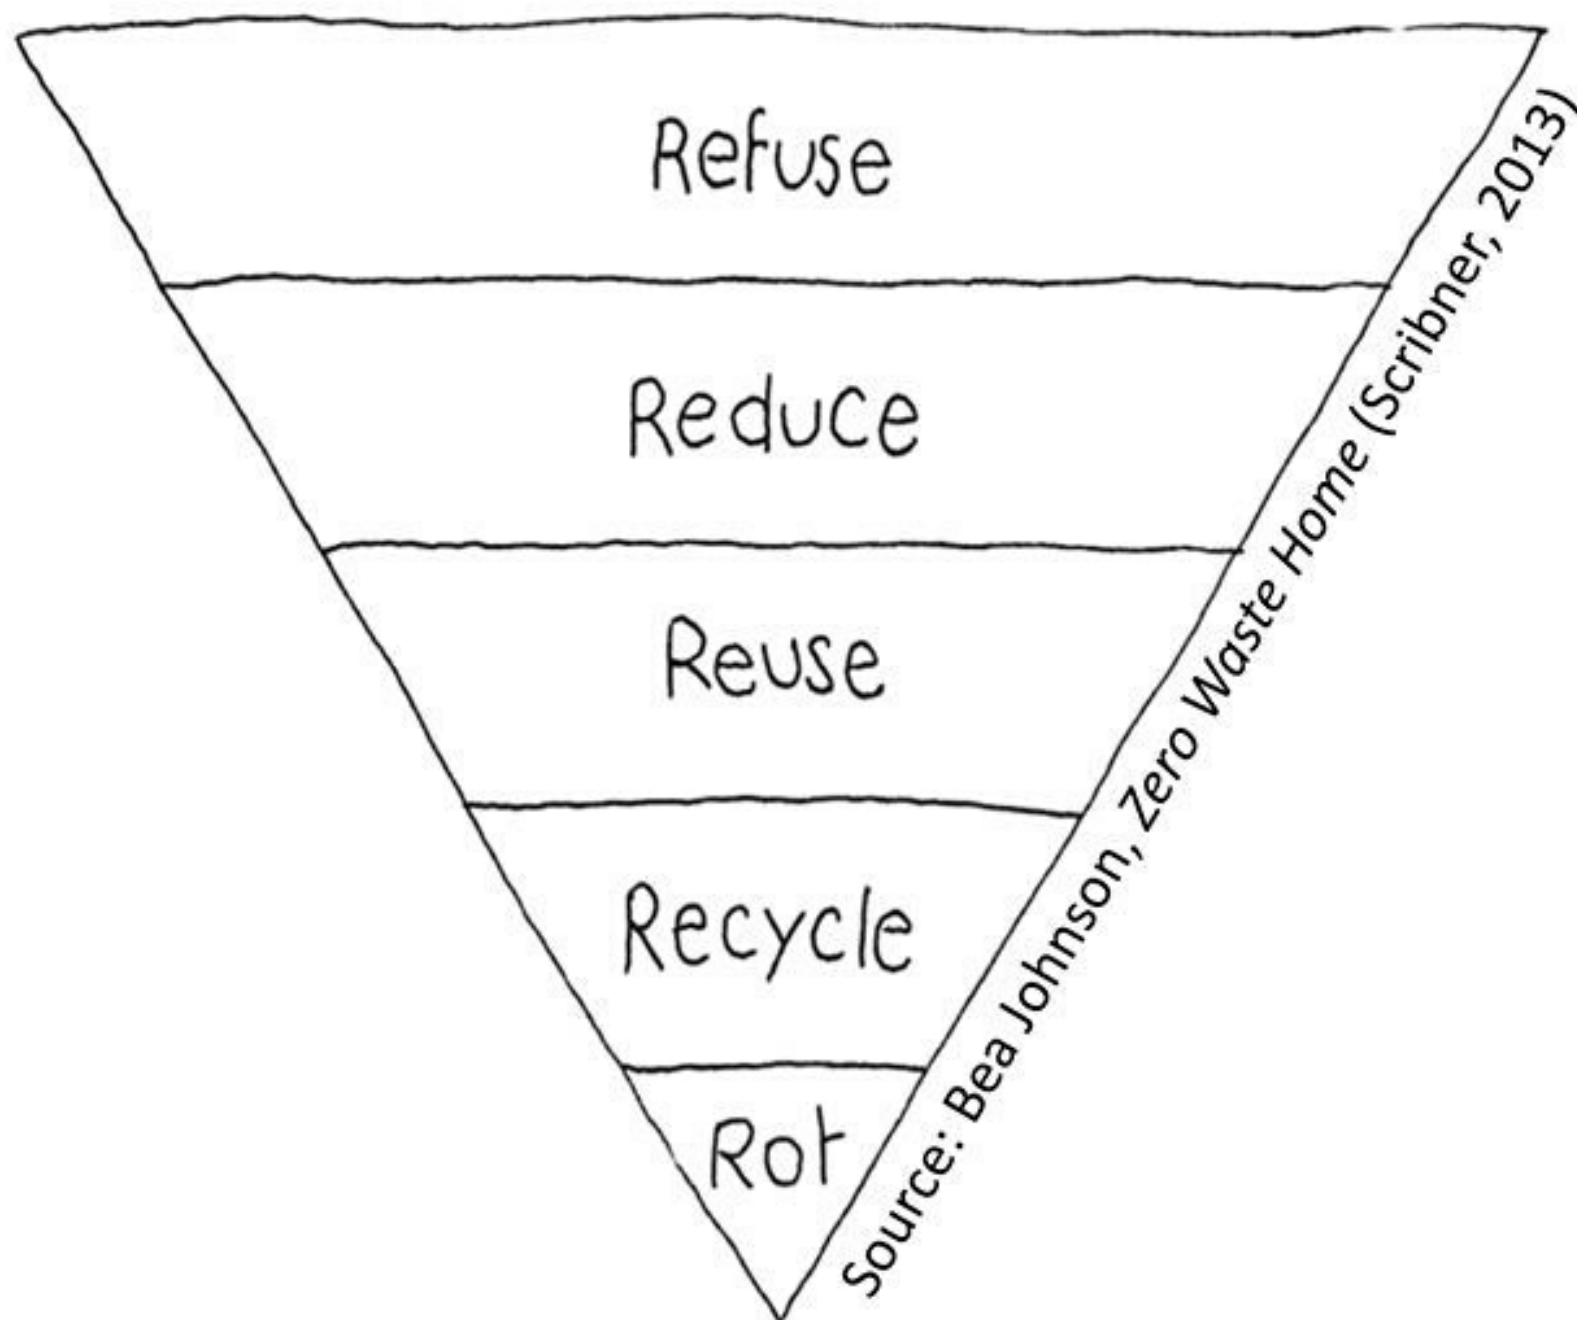 Refuse
Reduce
Reuse
Recycle
Rot
Source: Bea Johnson, Zero Waste Home (Scribner, 2013)